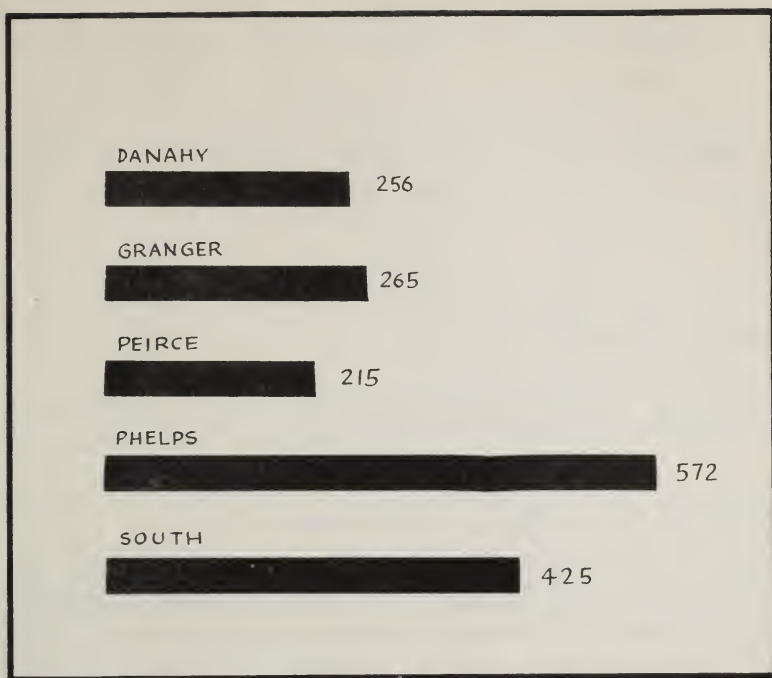 DANAHY
256
GRANGER
265
PEIRCE
215
PHELPS
572
SOUTH
425